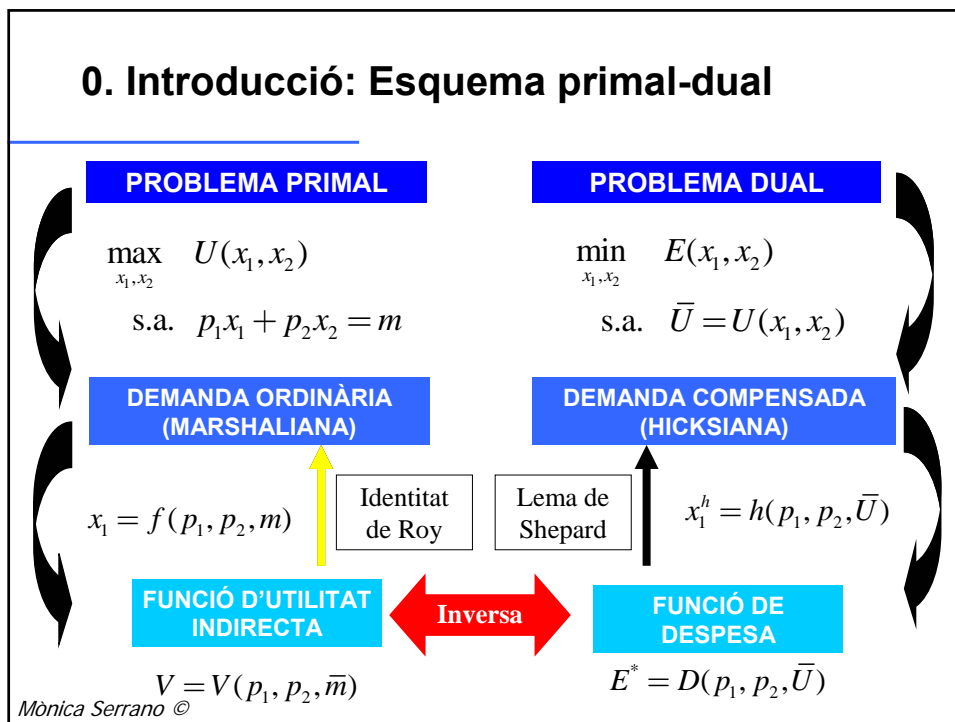 0. Introducció: Esquema primal-dual
PROBLEMA PRIMAL
max U(x₁, x₂)
x₁, x₂
s.a. p₁x₁ + p₂x₂ = m
DEMANDA ORDINÀRIA
(MARSHALIANA)
x₁ = f(p₁, p₂, m)
Identitat
de Roy
FUNCIÓ D'UTILITAT
INDIRECTA
V = V(p₁, p₂, m̅)
PROBLEMA DUAL
min E(x₁, x₂)
x₁, x₂
s.a. U̅ = U(x₁, x₂)
DEMANDA COMPENSADA
(HICKSIANA)
Lema de
Shepard
x₁ʰ = h(p₁, p₂, U̅)
Inversa
FUNCIÓ DE
DESPESA
E* = D(p₁, p₂, U̅)
Mònica Serrano ©